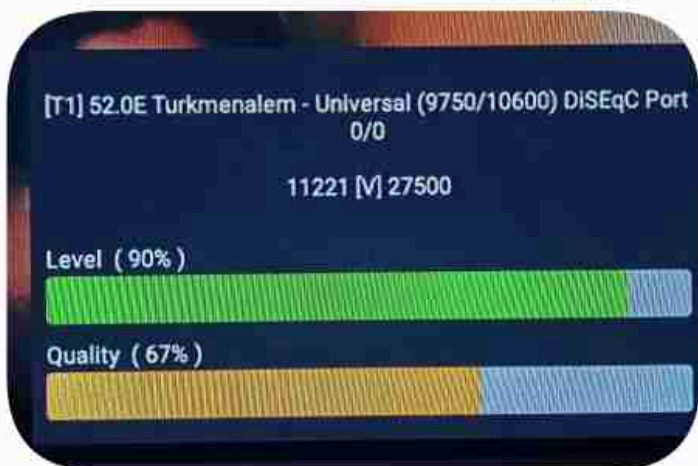 [T1] 52.0E Turkmenalem - Universal (9750/10600) DiSEqC Port
0/0
11221 [V] 27500
Level ( 90% )
Quality ( 67% )